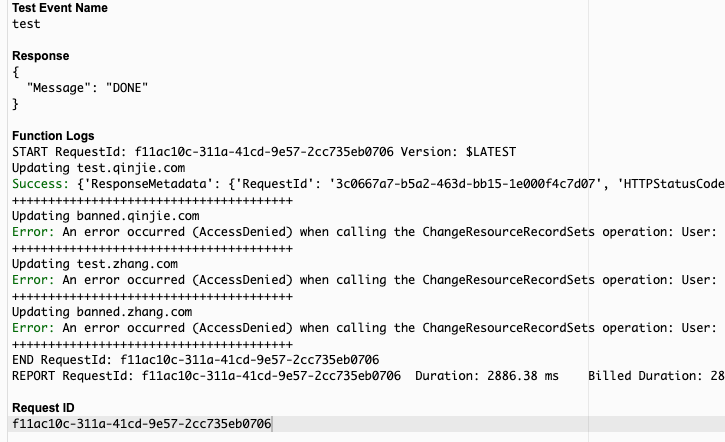 Test Event Name
test
Response
{
"Message": "DONE"
}
Function Logs
START RequestId: f11ac10c-311a-41cd-9e57-2cc735eb0706 Version: $LATEST
Updating test.qinjie.com
Success: {'ResponseMetadata': {'RequestId': '3c0667a7-b5a2-463d-bb15-1e000f4c7d07', 'HTTPStatusCode
+++++++++++++++++++++++++++++++++++++++
Updating banned.qinjie.com
Error: An error occurred (AccessDenied) when calling the ChangeResourceRecordSets operation: User:
+++++++++++++++++++++++++++++++++++++++
Updating test.zhang.com
Error: An error occurred (AccessDenied) when calling the ChangeResourceRecordSets operation: User:
+++++++++++++++++++++++++++++++++++++++
Updating banned.zhang.com
Error: An error occurred (AccessDenied) when calling the ChangeResourceRecordSets operation: User:
+++++++++++++++++++++++++++++++++++++++
END RequestId: f11ac10c-311a-41cd-9e57-2cc735eb0706
REPORT RequestId: f11ac10c-311a-41cd-9e57-2cc735eb0706 Duration: 2886.38 ms Billed Duration: 28
Request ID
f11ac10c-311a-41cd-9e57-2cc735eb0706